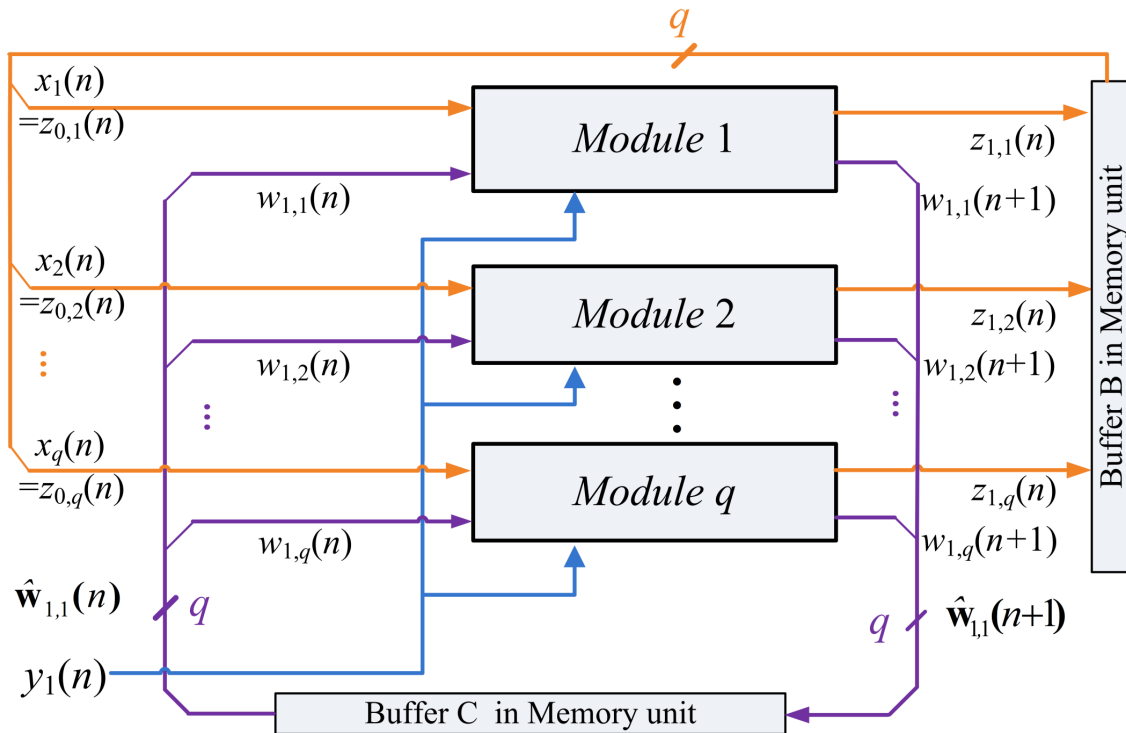 q
x₁(n)
=z₀,₁(n)
Module 1
z₁,₁(n)
w₁,₁(n)
w₁,₁(n+1)
x₂(n)
=z₀,₂(n)
Module 2
z₁,₂(n)
w₁,₂(n)
w₁,₂(n+1)
Buffer B in Memory unit
x_q(n)
=z₀,q(n)
Module q
z₁,q(n)
w₁,q(n)
w₁,q(n+1)
ŵ₁,₁(n)
q
q
ŵ₁,₁(n+1)
y₁(n)
Buffer C in Memory unit